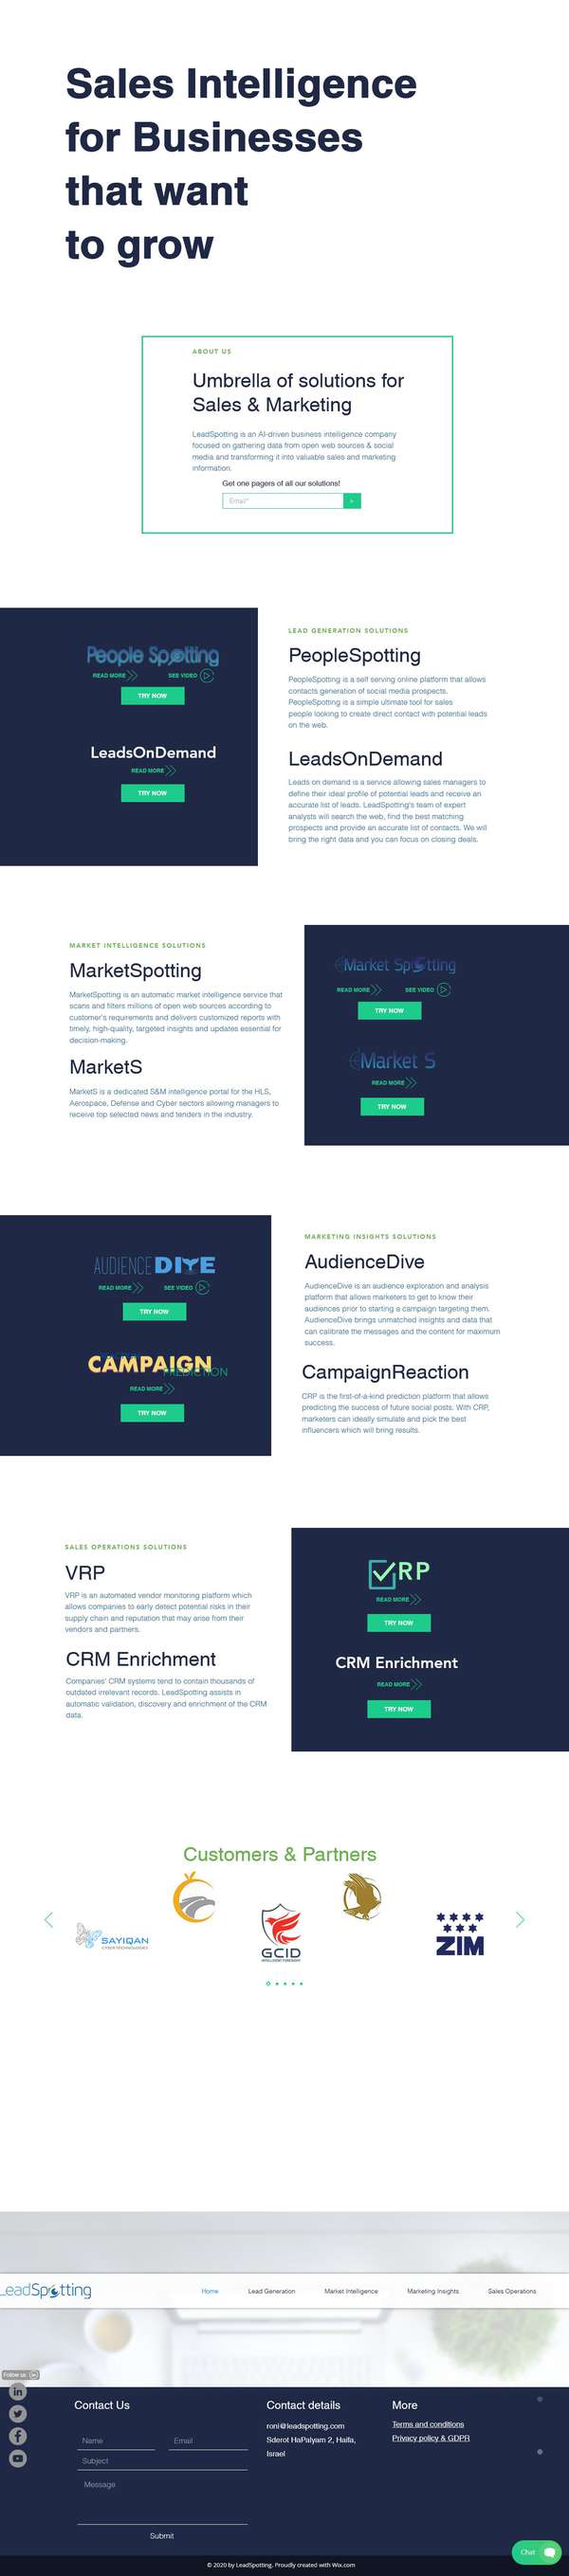 Sales Intelligence
for Businesses
that want
to grow
ABOUT US
Umbrella of solutions for
Sales & Marketing
LeadSpotting is an AI-driven business intelligence company
focused on gathering data from open web sources & social
media and transforming it into valuable sales and marketing
information.
Get one pagers of all our solutions!
Email*
>
People Spotting
READ MORE
SEE VIDEO
TRY NOW
LeadsOnDemand
READ MORE
TRY NOW
LEAD GENERATION SOLUTIONS
PeopleSpotting
PeopleSpotting is a self serving online platform that allows
contacts generation of social media prospects.
PeopleSpotting is a simple ultimate tool for sales
people looking to create direct contact with potential leads
on the web.
LeadsOnDemand
Leads on demand is a service allowing sales managers to
define their ideal profile of potential leads and receive an
accurate list of leads. LeadSpotting's team of expert
analysts will search the web, find the best matching
prospects and provide an accurate list of contacts. We will
bring the right data and you can focus on closing deals.
MARKET INTELLIGENCE SOLUTIONS
MarketSpotting
MarketSpotting is an automatic market intelligence service that
scans and filters millions of open web sources according to
customer's requirements and delivers customized reports with
timely, high-quality, targeted insights and updates essential for
decision-making.
MarketS
MarketS is a dedicated S&M intelligence portal for the HLS,
Aerospace, Defense and Cyber sectors allowing managers to
receive top selected news and tenders in the industry.
Market Spotting
READ MORE
SEE VIDEO
TRY NOW
Market S
READ MORE
TRY NOW
AUDIENCE DIVE
READ MORE
SEE VIDEO
TRY NOW
CAMPAIGN
PREDICTION
READ MORE
TRY NOW
MARKETING INSIGHTS SOLUTIONS
AudienceDive
AudienceDive is an audience exploration and analysis
platform that allows marketers to get to know their
audiences prior to starting a campaign targeting them.
AudienceDive brings unmatched insights and data that
can calibrate the messages and the content for maximum
success.
CampaignReaction
CRP is the first-of-a-kind prediction platform that allows
predicting the success of future social posts. With CRP,
marketers can ideally simulate and pick the best
influencers which will bring results.
SALES OPERATIONS SOLUTIONS
VRP
VRP is an automated vendor monitoring platform which
allows companies to early detect potential risks in their
supply chain and reputation that may arise from their
vendors and partners.
CRM Enrichment
Companies' CRM systems tend to contain thousands of
outdated irrelevant records. LeadSpotting assists in
automatic validation, discovery and enrichment of the CRM
data.
VRP
READ MORE
TRY NOW
CRM Enrichment
READ MORE
TRY NOW
Customers & Partners
SAYIQAN
CYBER TECHNOLOGIES
GCID
ZIM
LeadSpotting
Home
Lead Generation
Market Intelligence
Marketing Insights
Sales Operations
Follow us
Contact Us
Name
Email
Subject
Message
Submit
Contact details
roni@leadspotting.com
Sderot HaPalyam 2, Haifa,
Israel
More
Terms and conditions
Privacy policy & GDPR
Chat
© 2020 by LeadSpotting. Proudly created with Wix.com